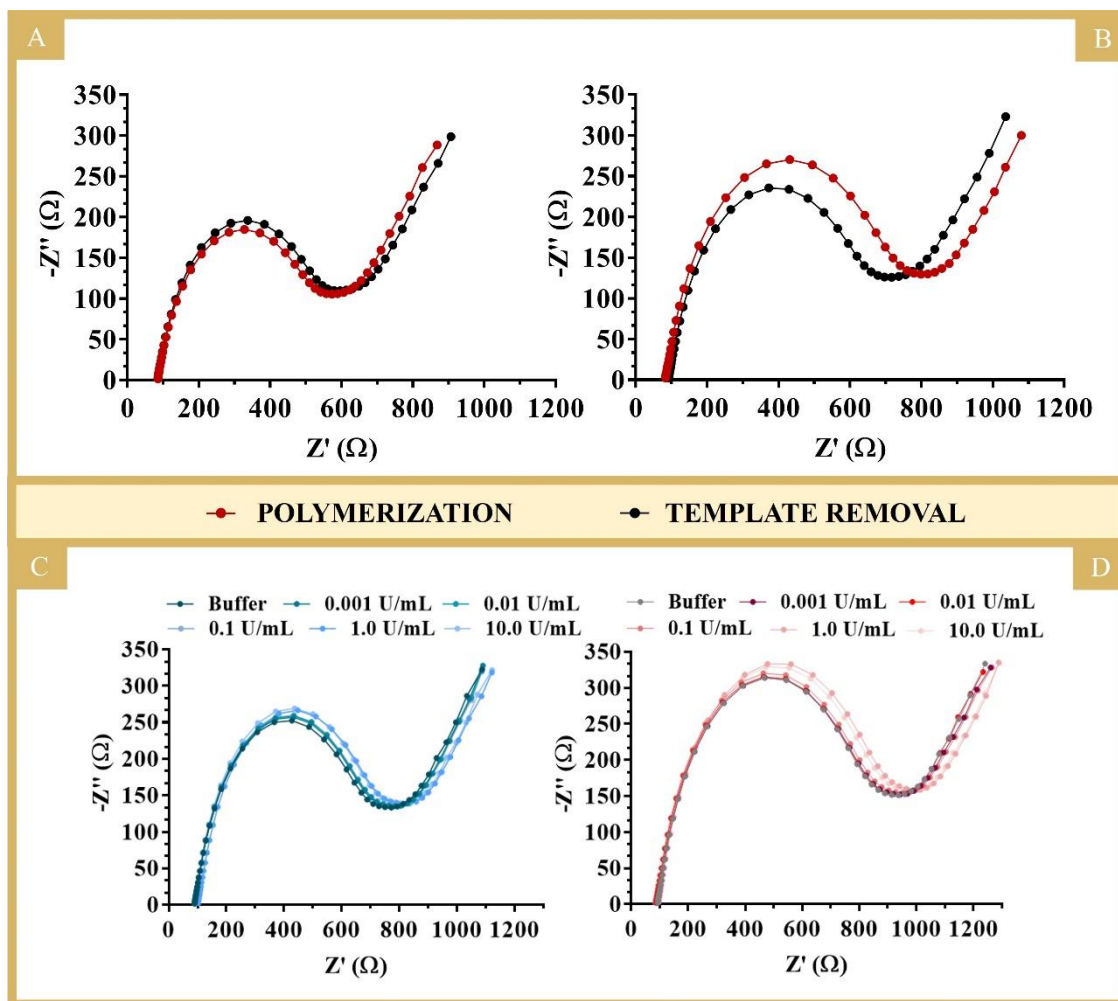 A
B
350
300
250
200
150
100
50
0
-Z'' (Ω)
0 200 400 600 800 1000 1200
Z' (Ω)
350
300
250
200
150
100
50
0
-Z'' (Ω)
0 200 400 600 800 1000 1200
Z' (Ω)
POLYMERIZATION TEMPLATE REMOVAL
C
D
Buffer 0.001 U/mL 0.01 U/mL
0.1 U/mL 1.0 U/mL 10.0 U/mL
350
300
250
200
150
100
50
0
-Z'' (Ω)
0 200 400 600 800 1000 1200
Z' (Ω)
Buffer 0.001 U/mL 0.01 U/mL
0.1 U/mL 1.0 U/mL 10.0 U/mL
350
300
250
200
150
100
50
0
-Z'' (Ω)
0 200 400 600 800 1000 1200
Z' (Ω)